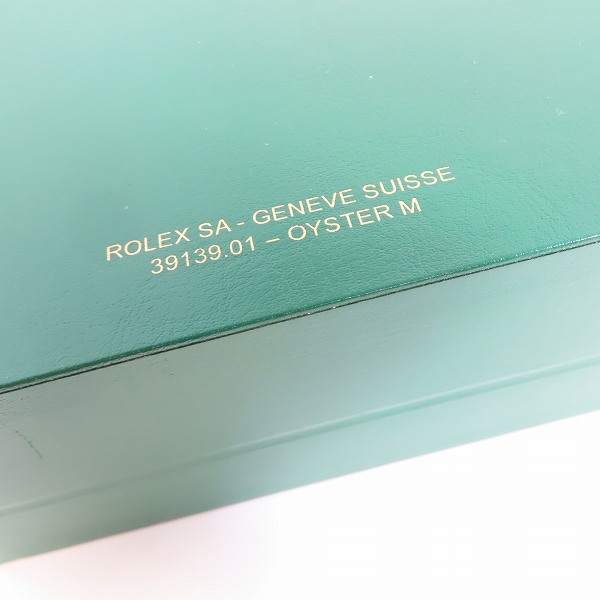 ROLEX SA - GENEVE SUISSE
39139.01 – OYSTER M